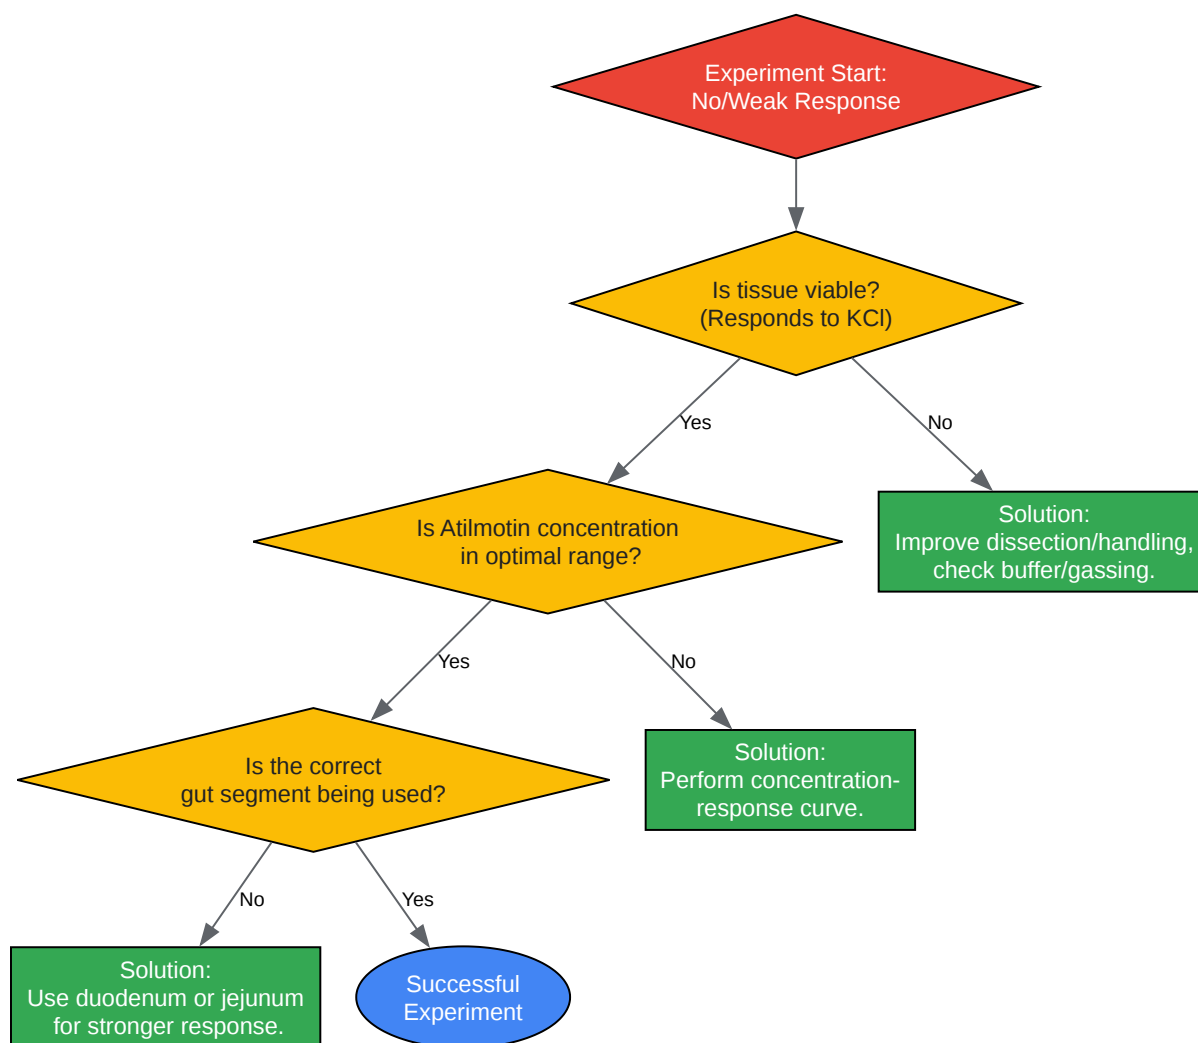 Experiment Start:
No/Weak Response
Is tissue viable?
(Responds to KCl)
Yes
No
Is Atilmotin concentration
in optimal range?
Solution:
Improve dissection/handling,
check buffer/gassing.
Yes
No
Is the correct
gut segment being used?
Solution:
Perform concentration-
response curve.
No
Yes
Solution:
Use duodenum or jejunum
for stronger response.
Successful
Experiment